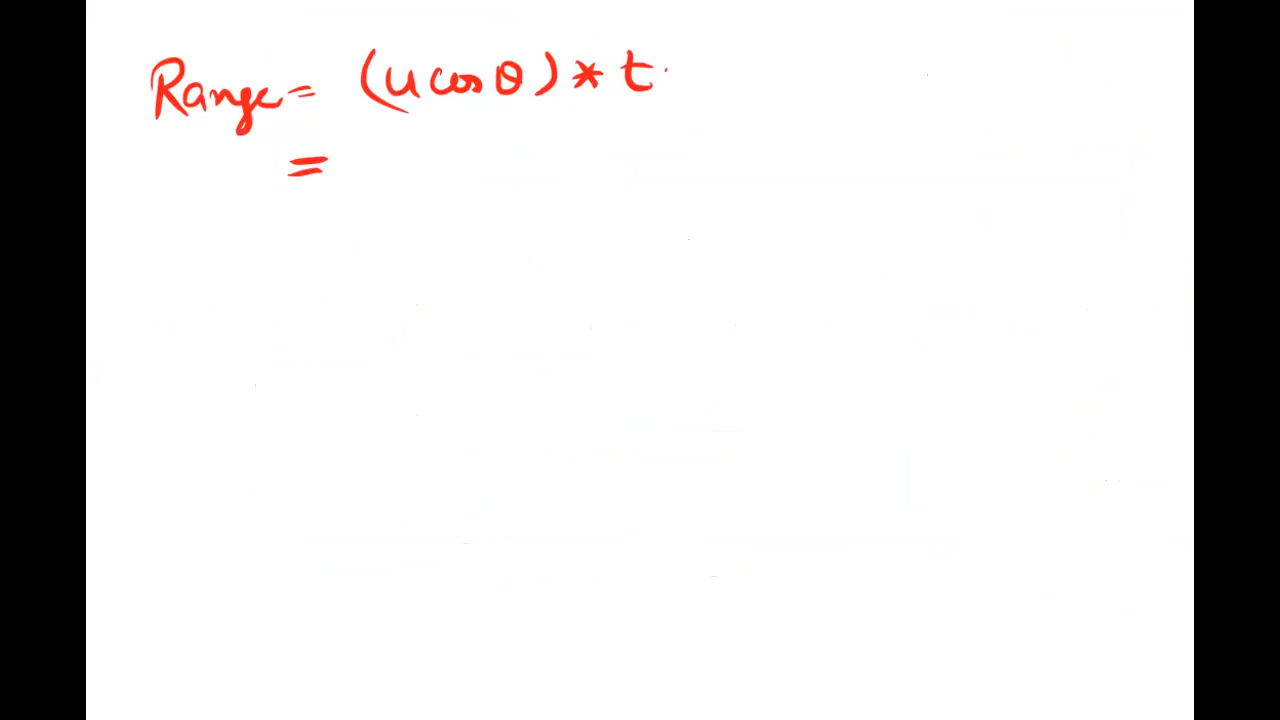 Range = (u cos θ) * t
=